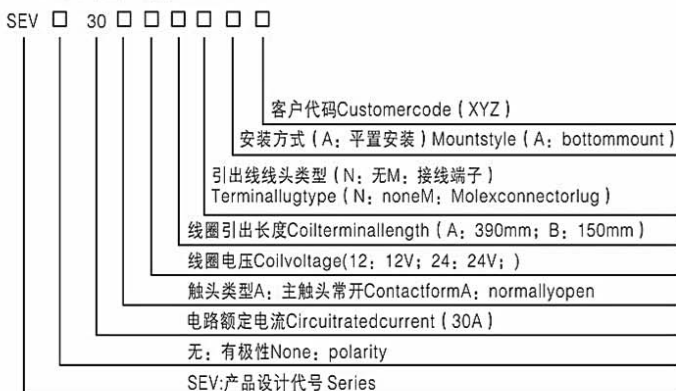 SEV □ 30 □ □ □ □ □ □
客户代码Customercode（XYZ）
安装方式（A：平置安装）Mountstyle（A：bottommount）
引出线线头类型（N：无M：接线端子）
Terminallugtype（N：noneM：Molexconnectorlug）
线圈引出长度Coilterminallength（A：390mm；B：150mm）
线圈电压Coilvoltage(12：12V；24：24V；)
触头类型A：主触头常开ContactformA：normallyopen
电路额定电流Circuitratedcurrent（30A）
无：有极性None：polarity
SEV:产品设计代号Series